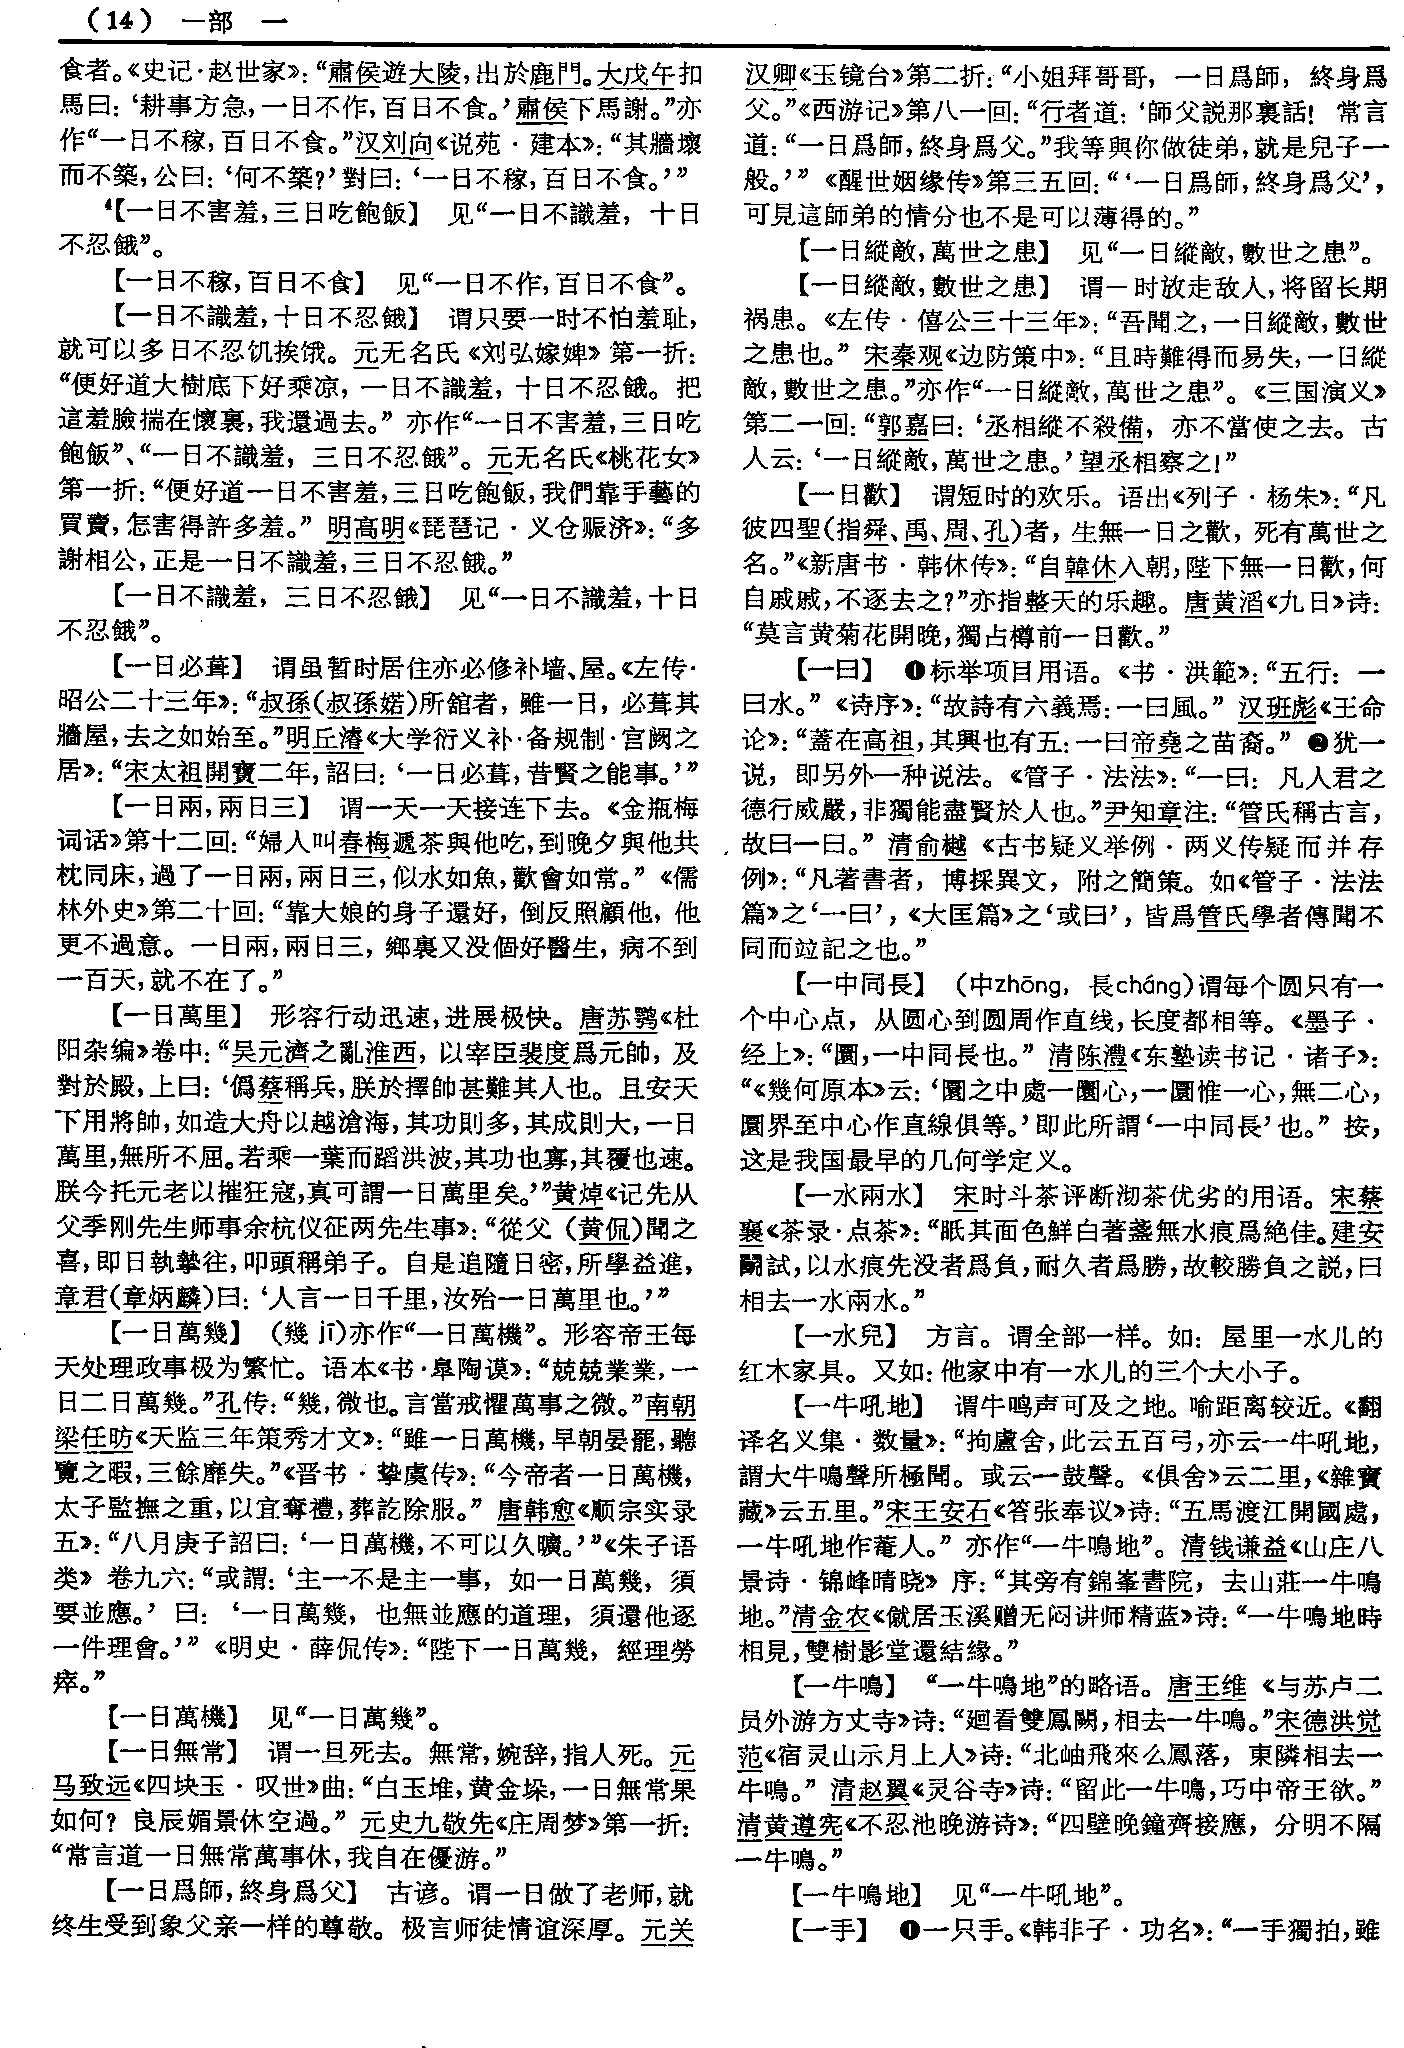 （14） 一部 一
食者。《史记·赵世家》：“肅侯遊大陵，出於鹿門。大戊午扣
馬曰：‘耕事方急，一日不作，百日不食。’肅侯下馬謝。”亦
作“一日不稼，百日不食。”汉刘向《说苑·建本》：“其牆壞
而不築，公曰：‘何不築？’對曰：‘一日不稼，百日不食。’”
【一日不害羞，三日吃飽飯】 见“一日不識羞，十日
不忍餓”。
【一日不稼，百日不食】 见“一日不作，百日不食”。
【一日不識羞，十日不忍餓】 谓只要一时不怕羞耻，
就可以多日不忍饥挨饿。元无名氏《刘弘嫁婢》第一折：
“便好道大樹底下好乘凉，一日不識羞，十日不忍餓。把
這羞臉揣在懷裏，我還過去。”亦作“一日不害羞，三日吃
飽飯”、“一日不識羞，三日不忍餓”。元无名氏《桃花女》
第一折：“便好道一日不害羞，三日吃飽飯，我們靠手藝的
買賣，怎害得許多羞。”明高明《琵琶记·义仓赈济》：“多
謝相公，正是一日不識羞，三日不忍餓。”
【一日不識羞，三日不忍餓】 见“一日不識羞，十日
不忍餓”。
【一日必葺】 谓虽暂时居住亦必修补墙、屋。《左传·
昭公二十三年》：“叔孫(叔孫婼)所館者，雖一日，必葺其
牆屋，去之如始至。”明丘濬《大学衍义补·备规制·宫阙之
居》：“宋太祖開寶二年，詔曰：‘一日必葺，昔賢之能事。’”
【一日兩，兩日三】 谓一天一天接连下去。《金瓶梅
词话》第十二回：“婦人叫春梅遞茶與他吃，到晚夕與他共
枕同床，過了一日兩，兩日三，似水如魚，歡會如常。”《儒
林外史》第二十回：“靠大娘的身子還好，倒反照顧他，他
更不過意。一日兩，兩日三，鄉裏又没個好醫生，病不到
一百天，就不在了。”
【一日萬里】 形容行动迅速，进展极快。唐苏鹗《杜
阳杂编》卷中：“吴元濟之亂淮西，以宰臣裴度爲元帥，及
對於殿，上曰：‘僞蔡稱兵，朕於擇帥甚難其人也。且安天
下用將帥，如造大舟以越滄海，其功則多，其成則大，一日
萬里，無所不屈。若乘一葉而蹈洪波，其功也寡，其覆也速。
朕今托元老以摧狂寇，真可謂一日萬里矣。’”黄焯《记先从
父季刚先生师事余杭仪征两先生事》：“從父（黄侃）聞之
喜，即日執摯往，叩頭稱弟子。自是追隨日密，所學益進，
章君(章炳麟)曰：‘人言一日千里，汝殆一日萬里也。’”
【一日萬幾】 (幾jī)亦作“一日萬機”。形容帝王每
天处理政事极为繁忙。语本《书·皋陶谟》：“兢兢業業，一
日二日萬幾。”孔传：“幾，微也。言當戒懼萬事之微。”南朝
梁任昉《天监三年策秀才文》：“雖一日萬機，早朝晏罷，聽
覽之暇，三餘靡失。”《晋书·摯虞传》：“今帝者一日萬機，
太子監撫之重，以宜奪禮，葬訖除服。”唐韩愈《顺宗实录
五》：“八月庚子詔曰：‘一日萬機，不可以久曠。’”《朱子语
类》卷九六：“或謂：‘主一不是主一事，如一日萬幾，須
要並應。’曰：‘一日萬幾，也無並應的道理，須還他逐
一件理會。’”《明史·薛侃传》：“陛下一日萬幾，經理勞
瘁。”
【一日萬機】 见“一日萬幾”。
【一日無常】 谓一旦死去。無常，婉辞，指人死。元
马致远《四块玉·叹世》曲：“白玉堆，黄金垛，一日無常果
如何？良辰媚景休空過。”元史九敬先《庄周梦》第一折：
“常言道一日無常萬事休，我自在優游。”
【一日爲師，終身爲父】 古谚。谓一日做了老师，就
终生受到象父亲一样的尊敬。极言师徒情谊深厚。元关
汉卿《玉镜台》第二折：“小姐拜哥哥，一日爲師，終身爲
父。”《西游记》第八一回：“行者道：‘師父説那裏話！常言
道：“一日爲師，終身爲父。”我等與你做徒弟，就是兒子一
般。’”《醒世姻缘传》第三五回：“‘一日爲師，終身爲父’，
可見這師弟的情分也不是可以薄得的。”
【一日縱敵，萬世之患】 见“一日縱敵，數世之患”。
【一日縱敵，數世之患】 谓一时放走敌人，将留长期
祸患。《左传·僖公三十三年》：“吾聞之，一日縱敵，數世
之患也。”宋秦观《边防策中》：“且時難得而易失，一日縱
敵，數世之患。”亦作“一日縱敵，萬世之患”。《三国演义》
第二一回：“郭嘉曰：‘丞相縱不殺備，亦不當使之去。古
人云：‘一日縱敵，萬世之患。’望丞相察之！”
【一日歡】 谓短时的欢乐。语出《列子·杨朱》：“凡
彼四聖(指舜、禹、周、孔)者，生無一日之歡，死有萬世之
名。”《新唐书·韩休传》：“自韓休入朝，陛下無一日歡，何
自戚戚，不逐去之？”亦指整天的乐趣。唐黄滔《九日》诗：
“莫言黄菊花開晚，獨占樽前一日歡。”
【一曰】 ❶标举项目用语。《书·洪範》：“五行：一
曰水。”《诗序》：“故詩有六義焉：一曰風。”汉班彪《王命
论》：“蓋在高祖，其興也有五：一曰帝堯之苗裔。”❷犹一
说，即另外一种说法。《管子·法法》：“一曰：凡人君之
德行威嚴，非獨能盡賢於人也。”尹知章注：“管氏稱古言，
故曰一曰。”清俞樾《古书疑义举例·两义传疑而并存
例》：“凡著書者，博採異文，附之簡策。如《管子·法法
篇》之‘一曰’，《大匡篇》之‘或曰’，皆爲管氏學者傳聞不
同而竝記之也。”
【一中同長】 （中zhōng，長cháng)谓每个圆只有一
个中心点，从圆心到圆周作直线，长度都相等。《墨子·
经上》：“圜，一中同長也。”清陈澧《东塾读书记·诸子》：
“《幾何原本》云：‘圜之中處一圜心，一圜惟一心，無二心，
圜界至中心作直線俱等。’即此所謂‘一中同長’也。”按，
这是我国最早的几何学定义。
【一水兩水】 宋时斗茶评断沏茶优劣的用语。宋蔡
襄《茶录·点茶》：“眂其面色鮮白著盞無水痕爲絶佳。建安
鬭試，以水痕先没者爲負，耐久者爲勝，故較勝負之説，曰
相去一水兩水。”
【一水兒】 方言。谓全部一样。如：屋里一水儿的
红木家具。又如：他家中有一水儿的三个大小子。
【一牛吼地】 谓牛鸣声可及之地。喻距离较近。《翻
译名义集·数量》：“拘盧舍，此云五百弓，亦云一牛吼地，
謂大牛鳴聲所極聞。或云一鼓聲。《俱舍》云二里，《雜寶
藏》云五里。”宋王安石《答张奉议》诗：“五馬渡江開國處，
一牛吼地作菴人。”亦作“一牛鳴地”。清钱谦益《山庄八
景诗·锦峰晴晓》序：“其旁有錦峯書院，去山莊一牛鳴
地。”清金农《僦居玉溪赠无闷讲师精蓝》诗：“一牛鳴地時
相見，雙樹影堂還結緣。”
【一牛鳴】 “一牛鳴地”的略语。唐王维《与苏卢二
员外游方丈寺》诗：“廻看雙鳳闕，相去一牛鳴。”宋德洪觉
范《宿灵山示月上人》诗：“北岫飛來么鳳落，東隣相去一
牛鳴。”清赵翼《灵谷寺》诗：“留此一牛鳴，巧中帝王欲。”
清黄遵宪《不忍池晚游诗》：“四壁晚鐘齊接應，分明不隔
一牛鳴。”
【一牛鳴地】 见“一牛吼地”。
【一手】 ❶一只手。《韩非子·功名》：“一手獨拍，雖